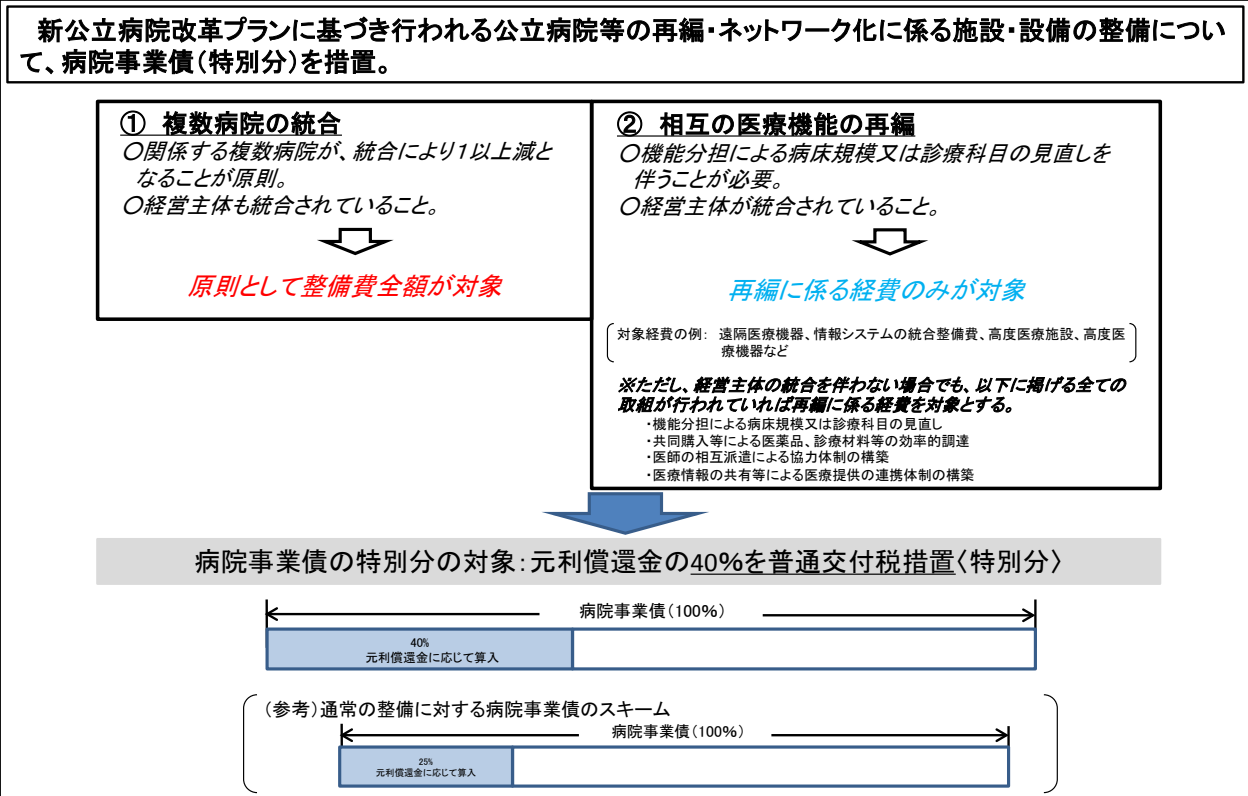 新公立病院改革プランに基づき行われる公立病院等の再編・ネットワーク化に係る施設・設備の整備につい
て、病院事業債(特別分)を措置。
① 複数病院の統合
○関係する複数病院が、統合により1以上減と
なることが原則。
○経営主体も統合されていること。
原則として整備費全額が対象
② 相互の医療機能の再編
○機能分担による病床規模又は診療科目の見直しを
伴うことが必要。
○経営主体が統合されていること。
再編に係る経費のみが対象
対象経費の例: 遠隔医療機器、情報システムの統合整備費、高度医療施設、高度医
療機器など
※ただし、経営主体の統合を伴わない場合でも、以下に掲げる全ての
取組が行われていれば再編に係る経費を対象とする。
・機能分担による病床規模又は診療科目の見直し
・共同購入等による医薬品、診療材料等の効率的調達
・医師の相互派遣による協力体制の構築
・医療情報の共有等による医療提供の連携体制の構築
病院事業債の特別分の対象:元利償還金の40%を普通交付税措置〈特別分〉
病院事業債(100%)
40%
元利償還金に応じて算入
(参考)通常の整備に対する病院事業債のスキーム
病院事業債(100%)
25%
元利償還金に応じて算入